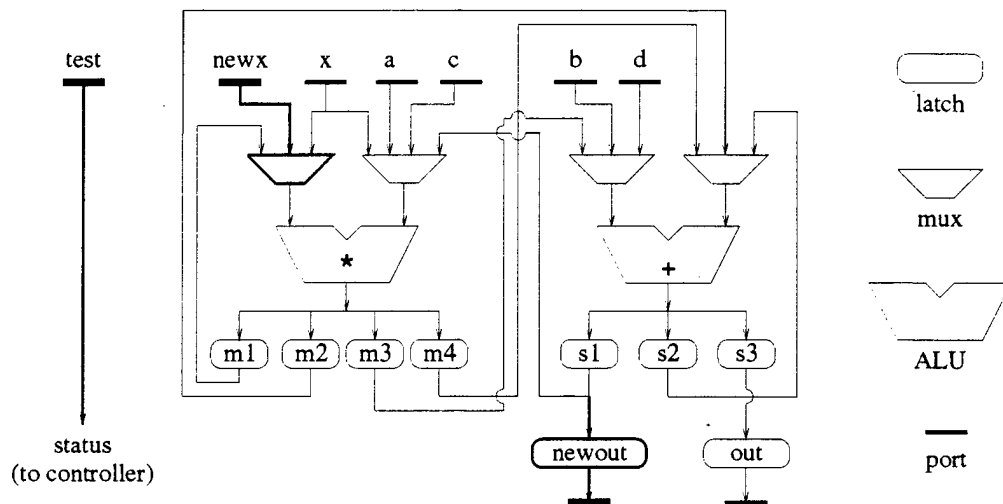 test
newx
x
a
c
b
d
latch
mux
*
+
ALU
m1
m2
m3
m4
s1
s2
s3
status
(to controller)
newout
out
port